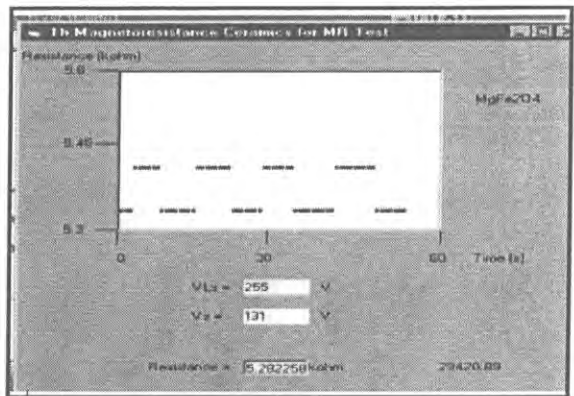 Th Magnetoresistance Ceramics for MR Test
Resistance (kohm)
5.6
MgFe2O4
5.45
5.3
0 30 60 Time (s)
VLs = 255 V
Vs = 131 V
Resistance = 5.282258 kohm 29420.89